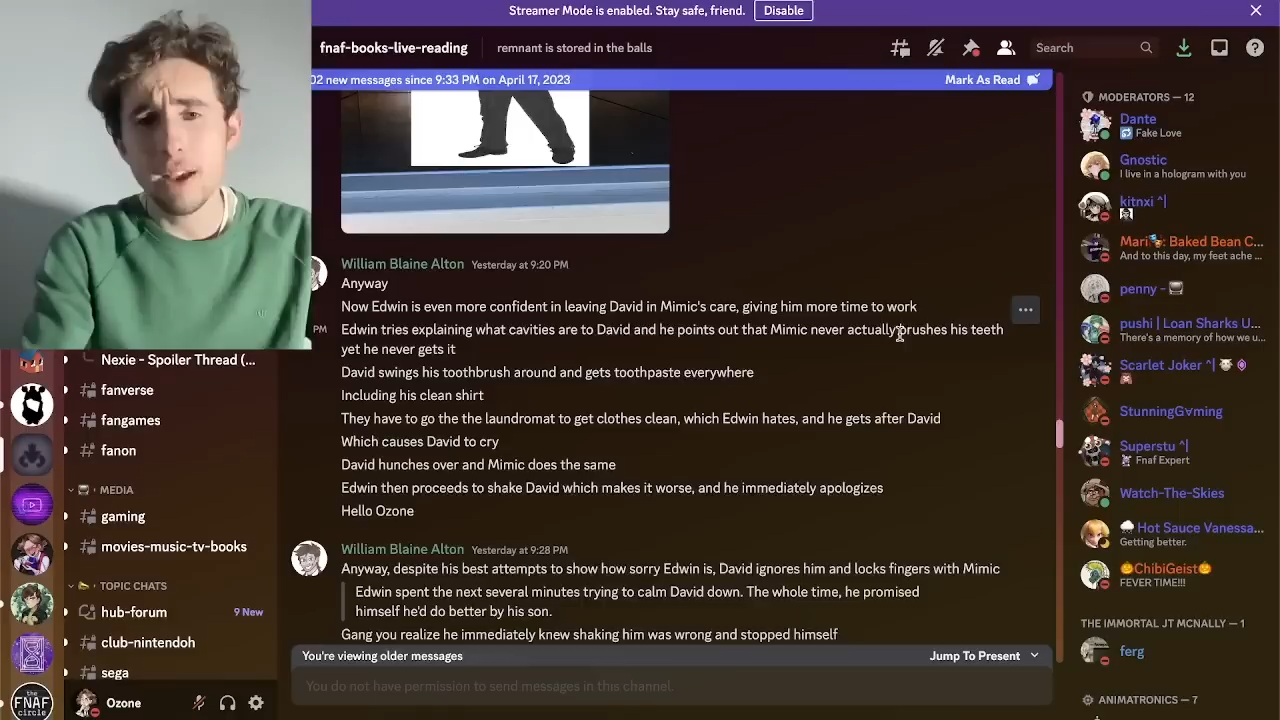 Streamer Mode is enabled. Stay safe, friend.
Disable
fnaf-books-live-reading
remnant is stored in the balls
Search
02 new messages since 9:33 PM on April 17, 2023
Mark As Read
William Blaine Alton Yesterday at 9:20 PM
Anyway
Now Edwin is even more confident in leaving David in Mimic's care, giving him more time to work
PM
Edwin tries explaining what cavities are to David and he points out that Mimic never actually brushes his teeth
yet he never gets it
David swings his toothbrush around and gets toothpaste everywhere
Including his clean shirt
They have to go the the laundromat to get clothes clean, which Edwin hates, and he gets after David
Which causes David to cry
David hunches over and Mimic does the same
Edwin then proceeds to shake David which makes it worse, and he immediately apologizes
Hello Ozone
William Blaine Alton Yesterday at 9:28 PM
Anyway, despite his best attempts to show how sorry Edwin is, David ignores him and locks fingers with Mimic
Edwin spent the next several minutes trying to calm David down. The whole time, he promised
himself he'd do better by his son.
Gang you realize he immediately knew shaking him was wrong and stopped himself
You're viewing older messages
Jump To Present
You do not have permission to send messages in this channel.
Nexie - Spoiler Thread (...
fanverse
fangames
fanon
MEDIA
gaming
movies-music-tv-books
TOPIC CHATS
hub-forum
9 New
club-nintendoh
sega
Ozone
the
FNAF
circle
MODERATORS — 12
Dante
Fake Love
Gnostic
I live in a hologram with you
kitnxi ^|
Mari: Baked Bean C...
And to this day, my feet ache ...
penny -
pushi | Loan Sharks U...
There's a memory of how we u...
Scarlet Joker ^|
StunningG∀ming
Superstu ^|
Fnaf Expert
Watch-The-Skies
Hot Sauce Vanessa...
Getting better.
ChibiGeist
FEVER TIME!!!
THE IMMORTAL JT MCNALLY — 1
ferg
ANIMATRONICS — 7